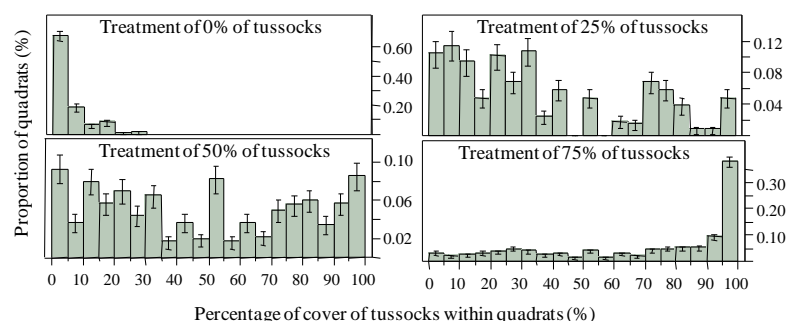 Treatment of 0% of tussocks
Treatment of 25% of tussocks
0.60
0.40
0.20
0.12
0.08
0.04
Proportion of quadrats (%)
Treatment of 50% of tussocks
Treatment of 75% of tussocks
0.10
0.06
0.02
0.30
0.20
0.10
0 10 20 30 40 50 60 70 80 90 100
0 10 20 30 40 50 60 70 80 90 100
Percentage of cover of tussocks within quadrats (%)